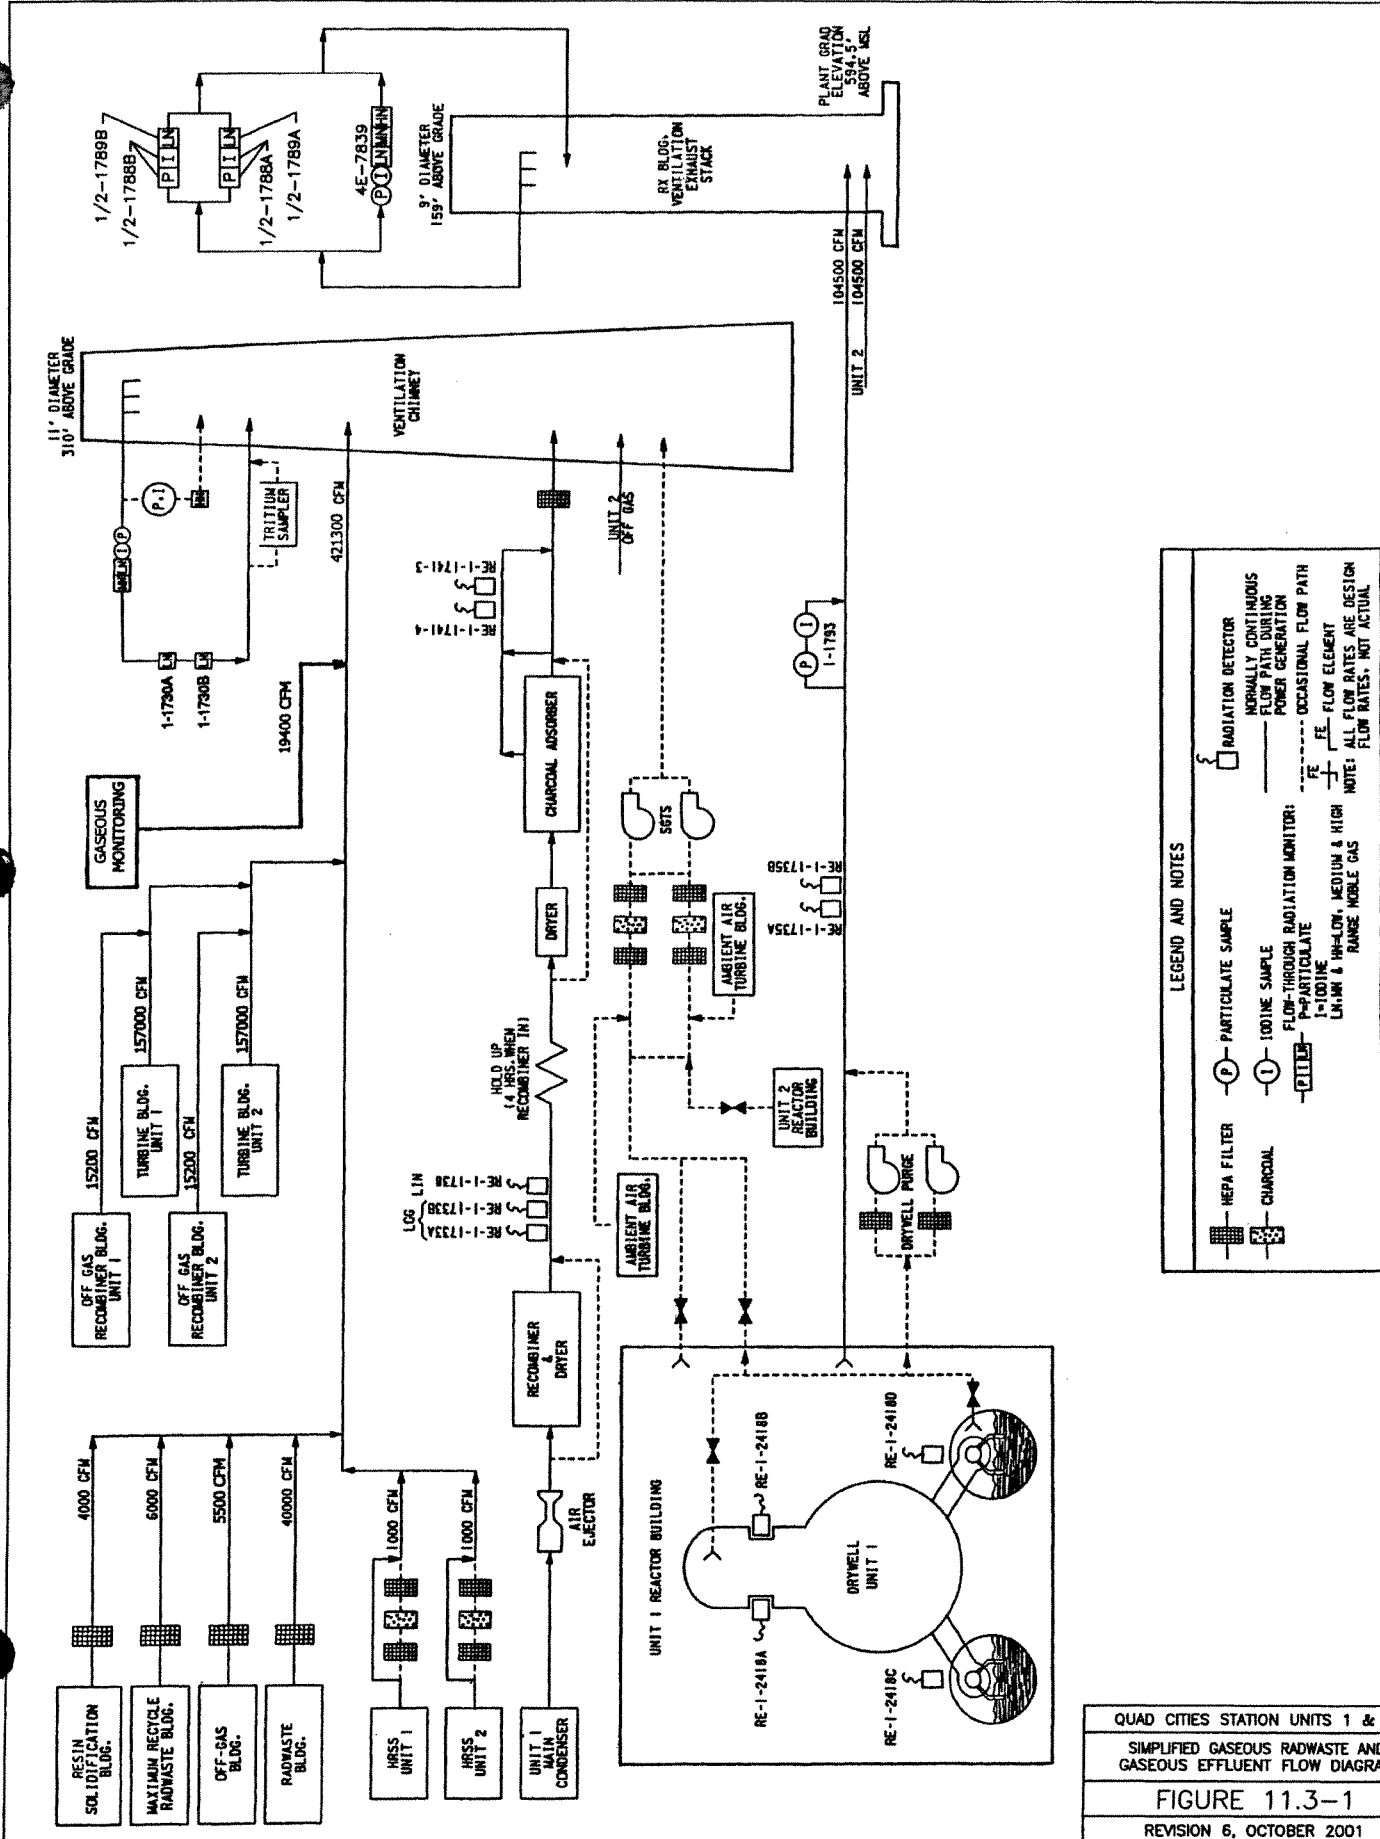 11' DIAMETER
310' ABOVE GRADE
VENTILATION
CHIMNEY
P,I
I
P
TRITIUM
SAMPLER
1-1730A
LN
1-1730B
LN
421300 CFM
19400 CFM
GASEOUS
MONITORING
1/2-1789B
1/2-1788B
P I LN
P I LN
1/2-1788A
1/2-1789A
4E-7839
P I LN MN HN
9' DIAMETER
159' ABOVE GRADE
RX BLDG.
VENTILATION
EXHAUST
STACK
PLANT GRAD
ELEVATION
594.5'
ABOVE MSL
104500 CFM
UNIT 2
104500 CFM
15200 CFM
157000 CFM
15200 CFM
157000 CFM
OFF GAS
RECOMBINER BLDG.
UNIT 1
TURBINE BLDG.
UNIT 1
OFF GAS
RECOMBINER BLDG.
UNIT 2
TURBINE BLDG.
UNIT 2
RESIN
SOLIDIFICATION
BLDG.
4000 CFM
MAXIMUM RECYCLE
RADWASTE BLDG.
6000 CFM
OFF-GAS
BLDG.
5500 CFM
RADWASTE
BLDG.
40000 CFM
HRSS
UNIT 1
1000 CFM
HRSS
UNIT 2
1000 CFM
UNIT 1
MAIN
CONDENSER
AIR
EJECTOR
RECOMBINER
&
DRYER
LOG
LIN
RE-1-1733A
RE-1-1733B
RE-1-1738
HOLD UP
(4 HRS. WHEN
RECOMBINER IN)
DRYER
CHARCOAL ADSORBER
RE-1-1741-4
RE-1-1741-3
UNIT 2
OFF GAS
SGTS
AMBIENT AIR
TURBINE BLDG.
AMBIENT AIR
TURBINE BLDG.
UNIT 2
REACTOR
BUILDING
RE-1-1735A
RE-1-1735B
P
I
1-1793
DRYWELL PURGE
UNIT 1 REACTOR BUILDING
RE-1-2418A
RE-1-2418B
DRYWELL
UNIT 1
RE-1-2418C
RE-1-2418D
LEGEND AND NOTES
HEPA FILTER
CHARCOAL
P
PARTICULATE SAMPLE
I
IODINE SAMPLE
P I LN
FLOW-THROUGH RADIATION MONITOR:
P=PARTICULATE
I=IODINE
LN,MN & HN=LOW, MEDIUM & HIGH
RANGE NOBLE GAS
RADIATION DETECTOR
NORMALLY CONTINUOUS
FLOW PATH DURING
POWER GENERATION
OCCASIONAL FLOW PATH
FE
FE
FLOW ELEMENT
NOTE: ALL FLOW RATES ARE DESIGN
FLOW RATES, NOT ACTUAL
QUAD CITIES STATION UNITS 1 &
SIMPLIFIED GASEOUS RADWASTE AND
GASEOUS EFFLUENT FLOW DIAGRA
FIGURE 11.3-1
REVISION 6, OCTOBER 2001